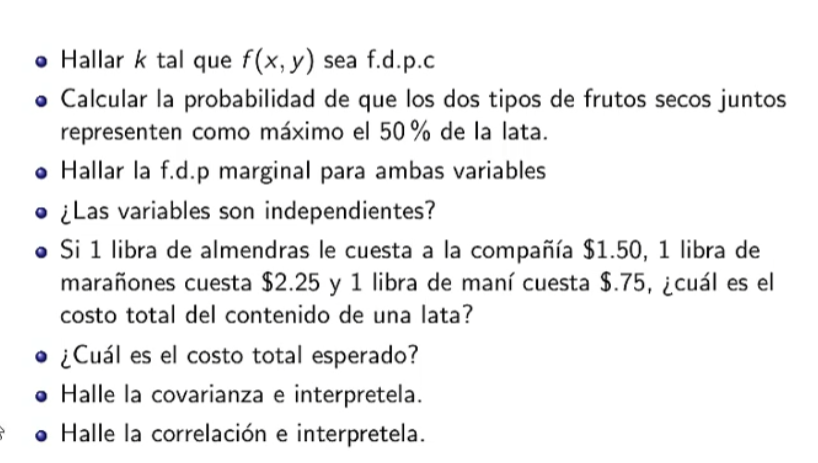 Hallar k tal que f(x, y) sea f.d.p.c
Calcular la probabilidad de que los dos tipos de frutos secos juntos
representen como máximo el 50 % de la lata.
Hallar la f.d.p marginal para ambas variables
¿Las variables son independientes?
Si 1 libra de almendras le cuesta a la compañía $1.50, 1 libra de
marañones cuesta $2.25 y 1 libra de maní cuesta $.75, ¿cuál es el
costo total del contenido de una lata?
¿Cuál es el costo total esperado?
Halle la covarianza e interpretela.
Halle la correlación e interpretela.